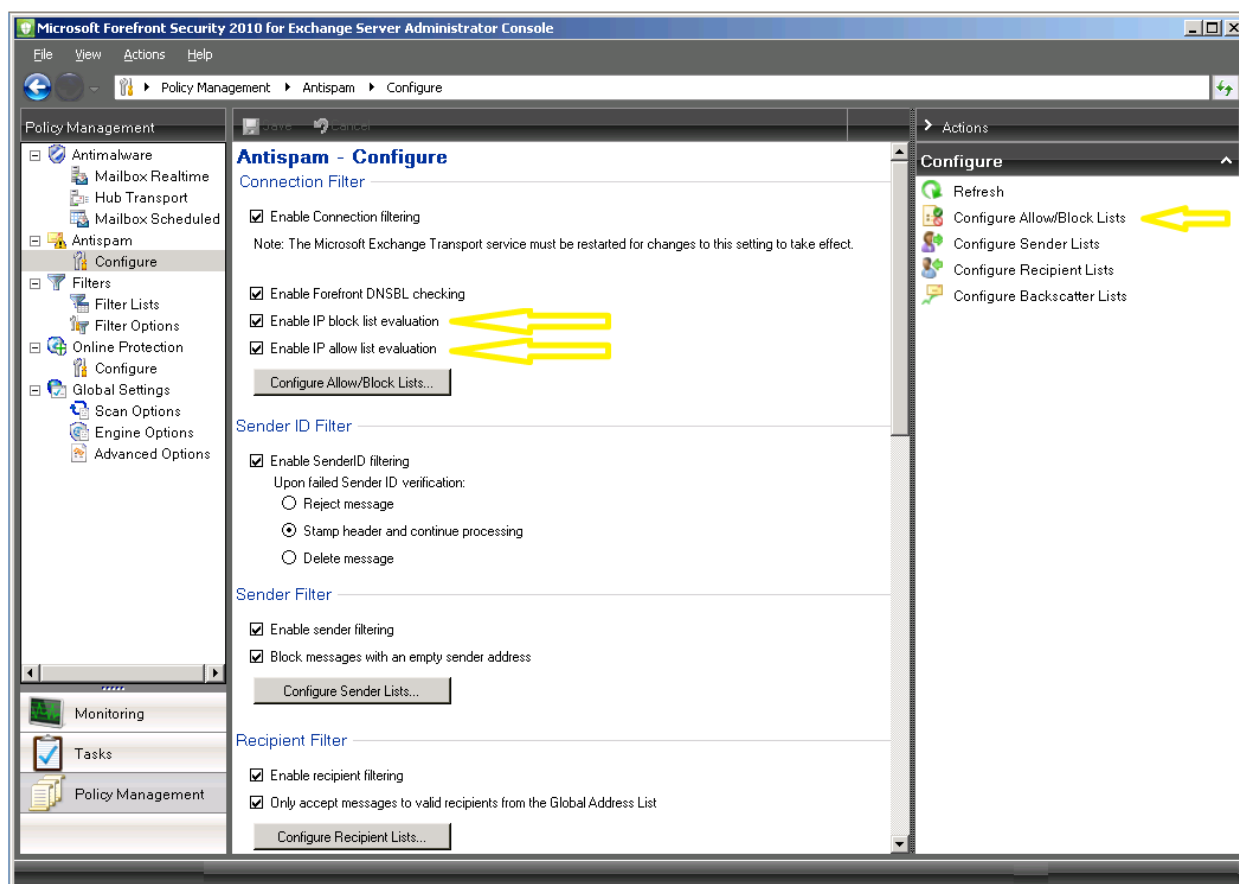 Microsoft Forefront Security 2010 for Exchange Server Administrator Console
File View Actions Help
Policy Management Antispam Configure
Policy Management
Antimalware
Mailbox Realtime
Hub Transport
Mailbox Scheduled
Antispam
Configure
Filters
Filter Lists
Filter Options
Online Protection
Configure
Global Settings
Scan Options
Engine Options
Advanced Options
Monitoring
Tasks
Policy Management
Save Cancel
Antispam - Configure
Connection Filter
Enable Connection filtering
Note: The Microsoft Exchange Transport service must be restarted for changes to this setting to take effect.
Enable Forefront DNSBL checking
Enable IP block list evaluation
Enable IP allow list evaluation
Configure Allow/Block Lists...
Sender ID Filter
Enable SenderID filtering
Upon failed Sender ID verification:
Reject message
Stamp header and continue processing
Delete message
Sender Filter
Enable sender filtering
Block messages with an empty sender address
Configure Sender Lists...
Recipient Filter
Enable recipient filtering
Only accept messages to valid recipients from the Global Address List
Configure Recipient Lists...
Actions
Configure
Refresh
Configure Allow/Block Lists
Configure Sender Lists
Configure Recipient Lists
Configure Backscatter Lists